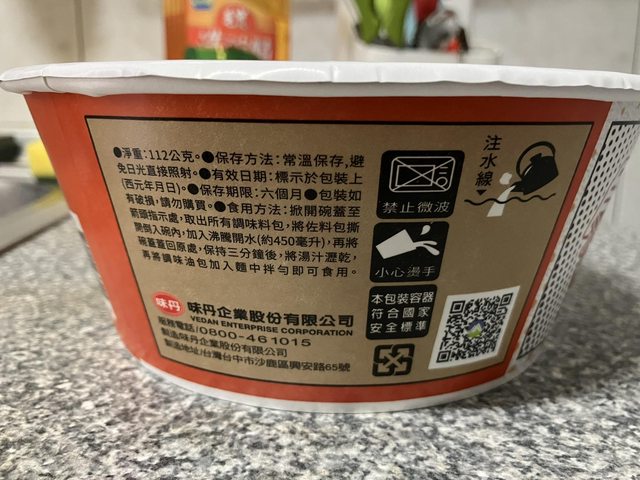 ●淨重:112公克。●保存方法:常溫保存,避
免日光直接照射。●有效日期:標示於包裝上
(西元年月日)。●保存期限:六個月●包裝如
有破損,請勿購買。●食用方法:掀開碗蓋至
箭頭指示處,取出所有調味料包,將佐料包撕
開倒入碗內,加入沸騰開水(約450毫升),再將
碗蓋蓋回原處,保持三分鐘後,將湯汁瀝乾,
再將調味油包加入麵中拌勻即可食用。
味丹
味丹企業股份有限公司
VEDAN ENTERPRISE CORPORATION
服務電話/0800-461015
製造味丹企業股份有限公司
製造地址/台灣台中市沙鹿區興安路65號
禁止微波
小心燙手
本包裝容器
符合國家
安全標準
注水線